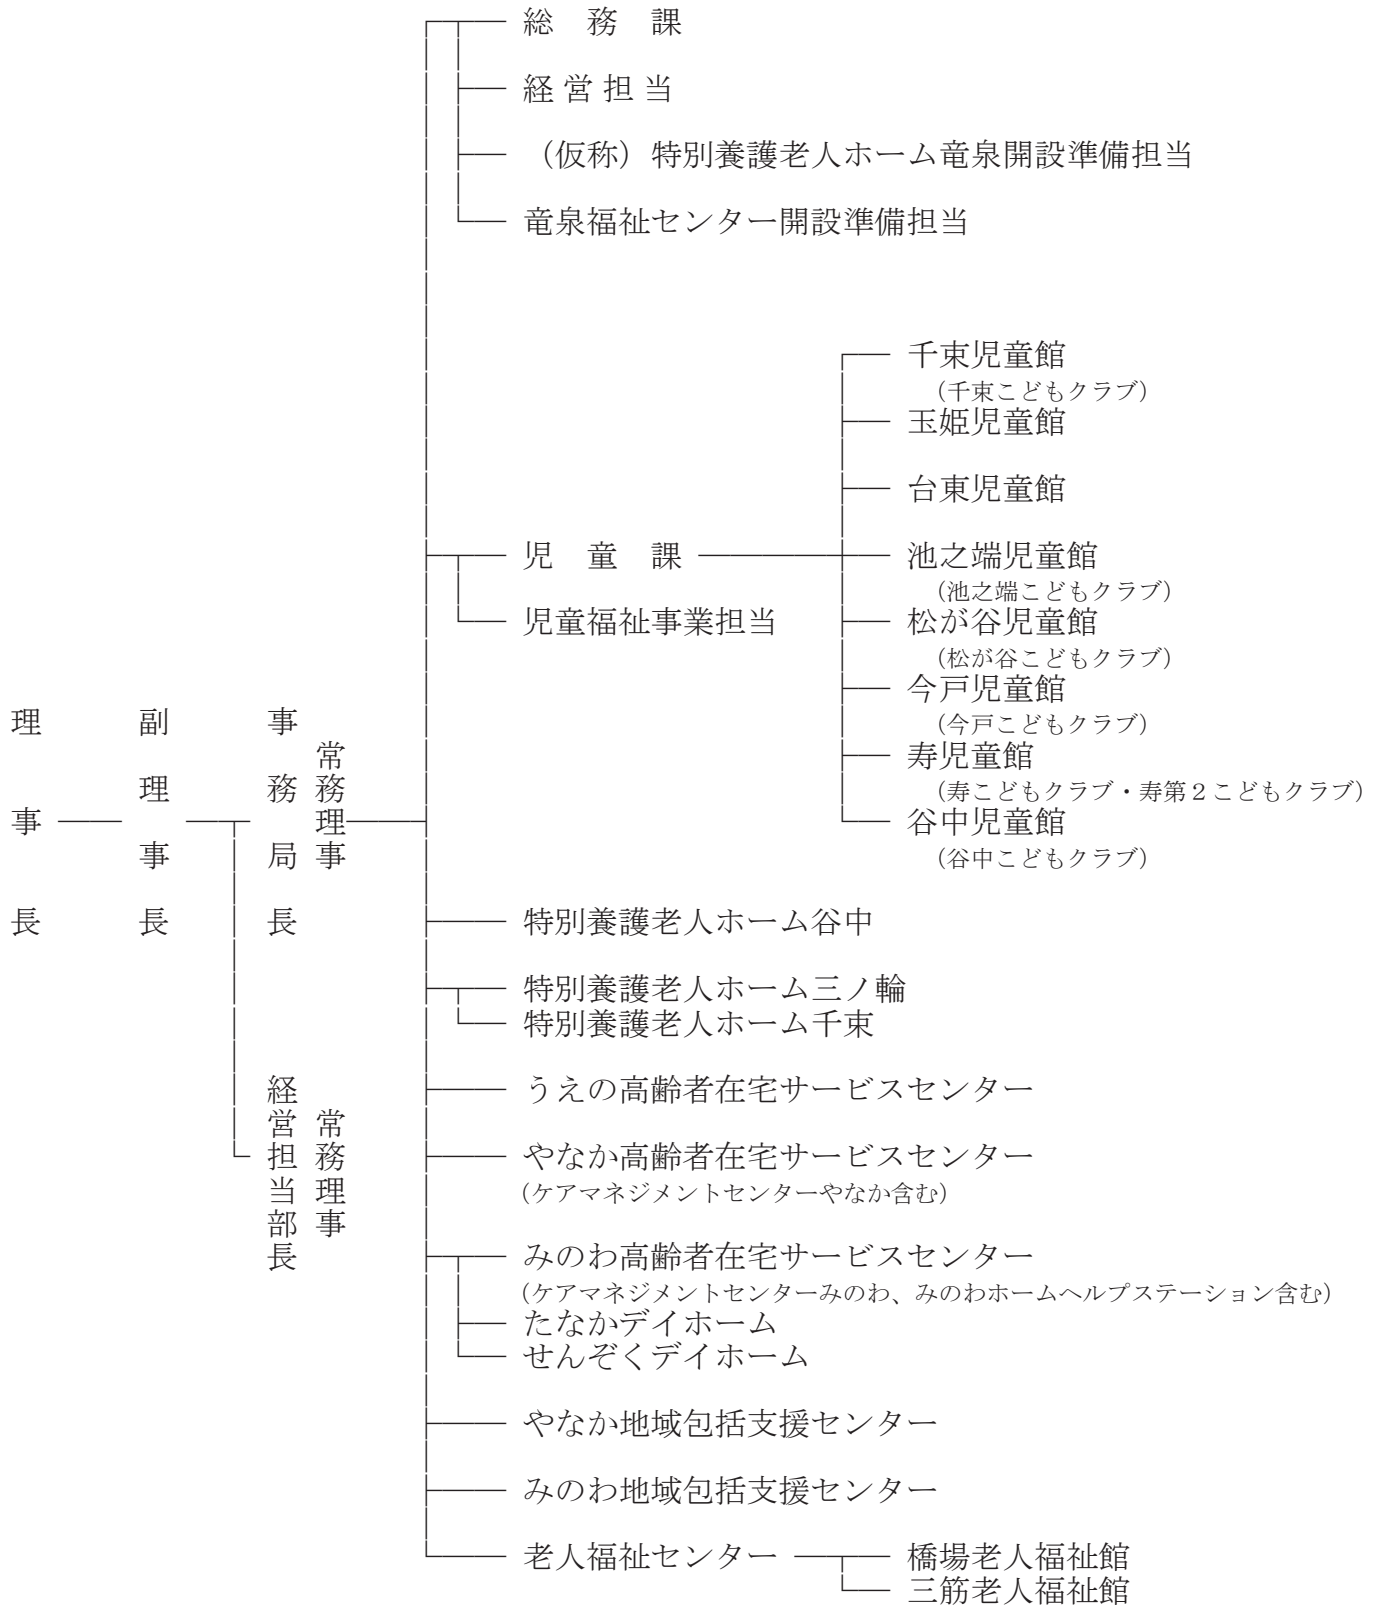 総　務　課
経 営 担 当
（仮称）特別養護老人ホーム竜泉開設準備担当
竜泉福祉センター開設準備担当
千束児童館
（千束こどもクラブ）
玉姫児童館
台東児童館
児　童　課
池之端児童館
（池之端こどもクラブ）
児童福祉事業担当
松が谷児童館
（松が谷こどもクラブ）
今戸児童館
（今戸こどもクラブ）
寿児童館
（寿こどもクラブ・寿第２こどもクラブ）
谷中児童館
（谷中こどもクラブ）
理事長
副理事長
事務局長
常務理事
経営担当部長
常務理事
特別養護老人ホーム谷中
特別養護老人ホーム三ノ輪
特別養護老人ホーム千束
うえの高齢者在宅サービスセンター
やなか高齢者在宅サービスセンター
（ケアマネジメントセンターやなか含む）
みのわ高齢者在宅サービスセンター
（ケアマネジメントセンターみのわ、みのわホームヘルプステーション含む）
たなかデイホーム
せんぞくデイホーム
やなか地域包括支援センター
みのわ地域包括支援センター
老人福祉センター
橋場老人福祉館
三筋老人福祉館